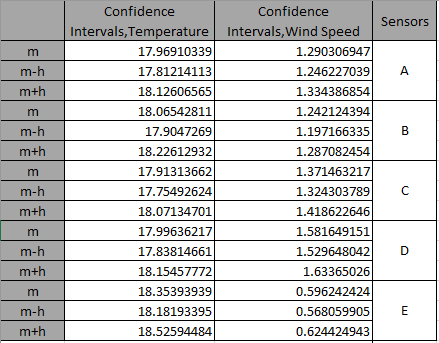 Confidence Intervals,Temperature Confidence Intervals,Wind Speed Sensors
m 17.96910339 1.290306947
m-h 17.81214113 1.246227039 A
m+h 18.12606565 1.334386854
m 18.06542811 1.242124394
m-h 17.9047269 1.197166335 B
m+h 18.22612932 1.287082454
m 17.91313662 1.371463217
m-h 17.75492624 1.324303789 C
m+h 18.07134701 1.418622646
m 17.99636217 1.581649151
m-h 17.83814661 1.529648042 D
m+h 18.15457772 1.63365026
m 18.35393939 0.596242424
m-h 18.18193395 0.568059905 E
m+h 18.52594484 0.624424943